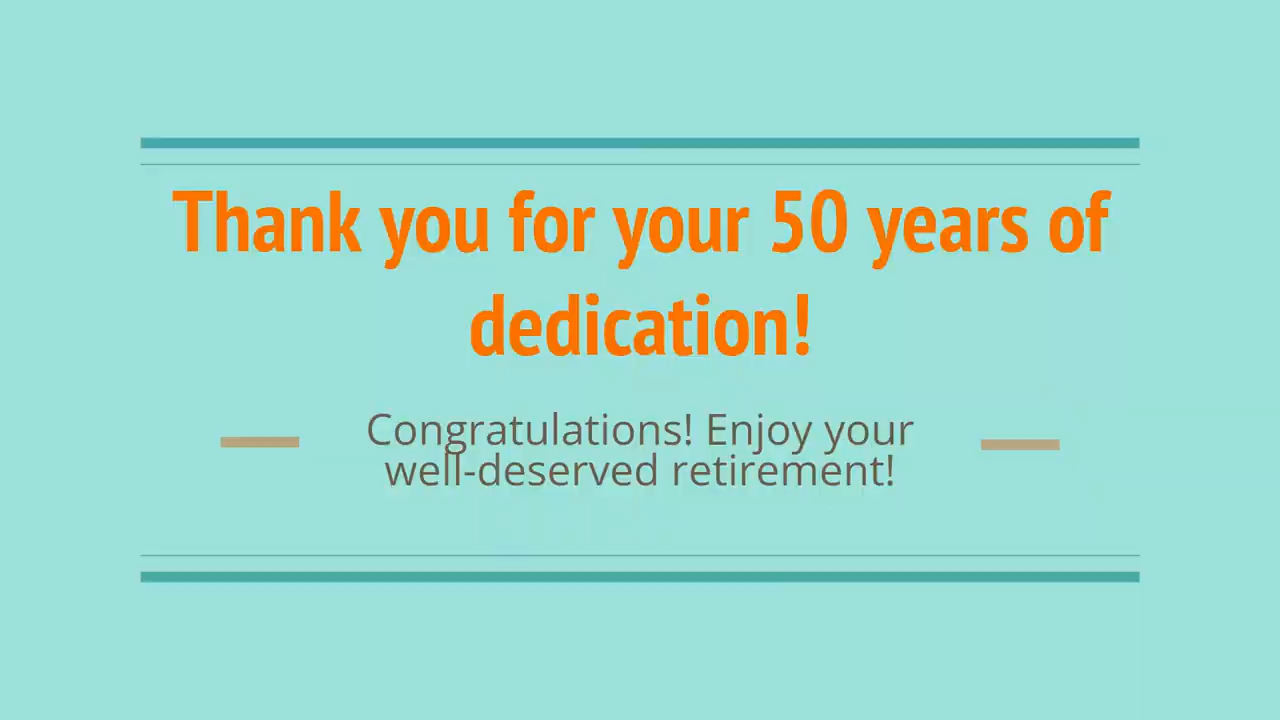 Thank you for your 50 years of
dedication!
Congratulations! Enjoy your
well-deserved retirement!